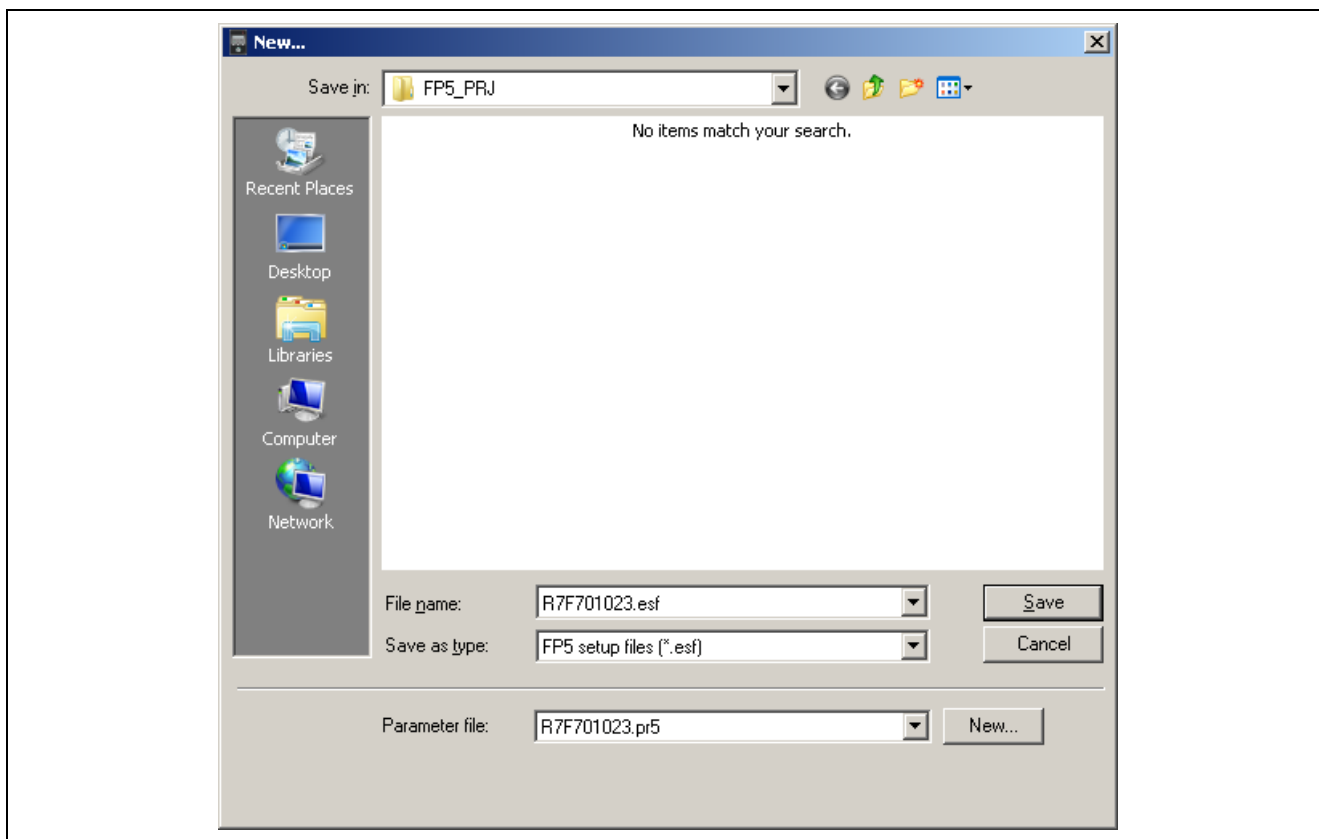 New...
Save in: FP5_PRJ
No items match your search.
Recent Places
Desktop
Libraries
Computer
Network
File name: R7F701023.esf Save
Save as type: FP5 setup files (*.esf) Cancel
Parameter file: R7F701023.pr5 New...